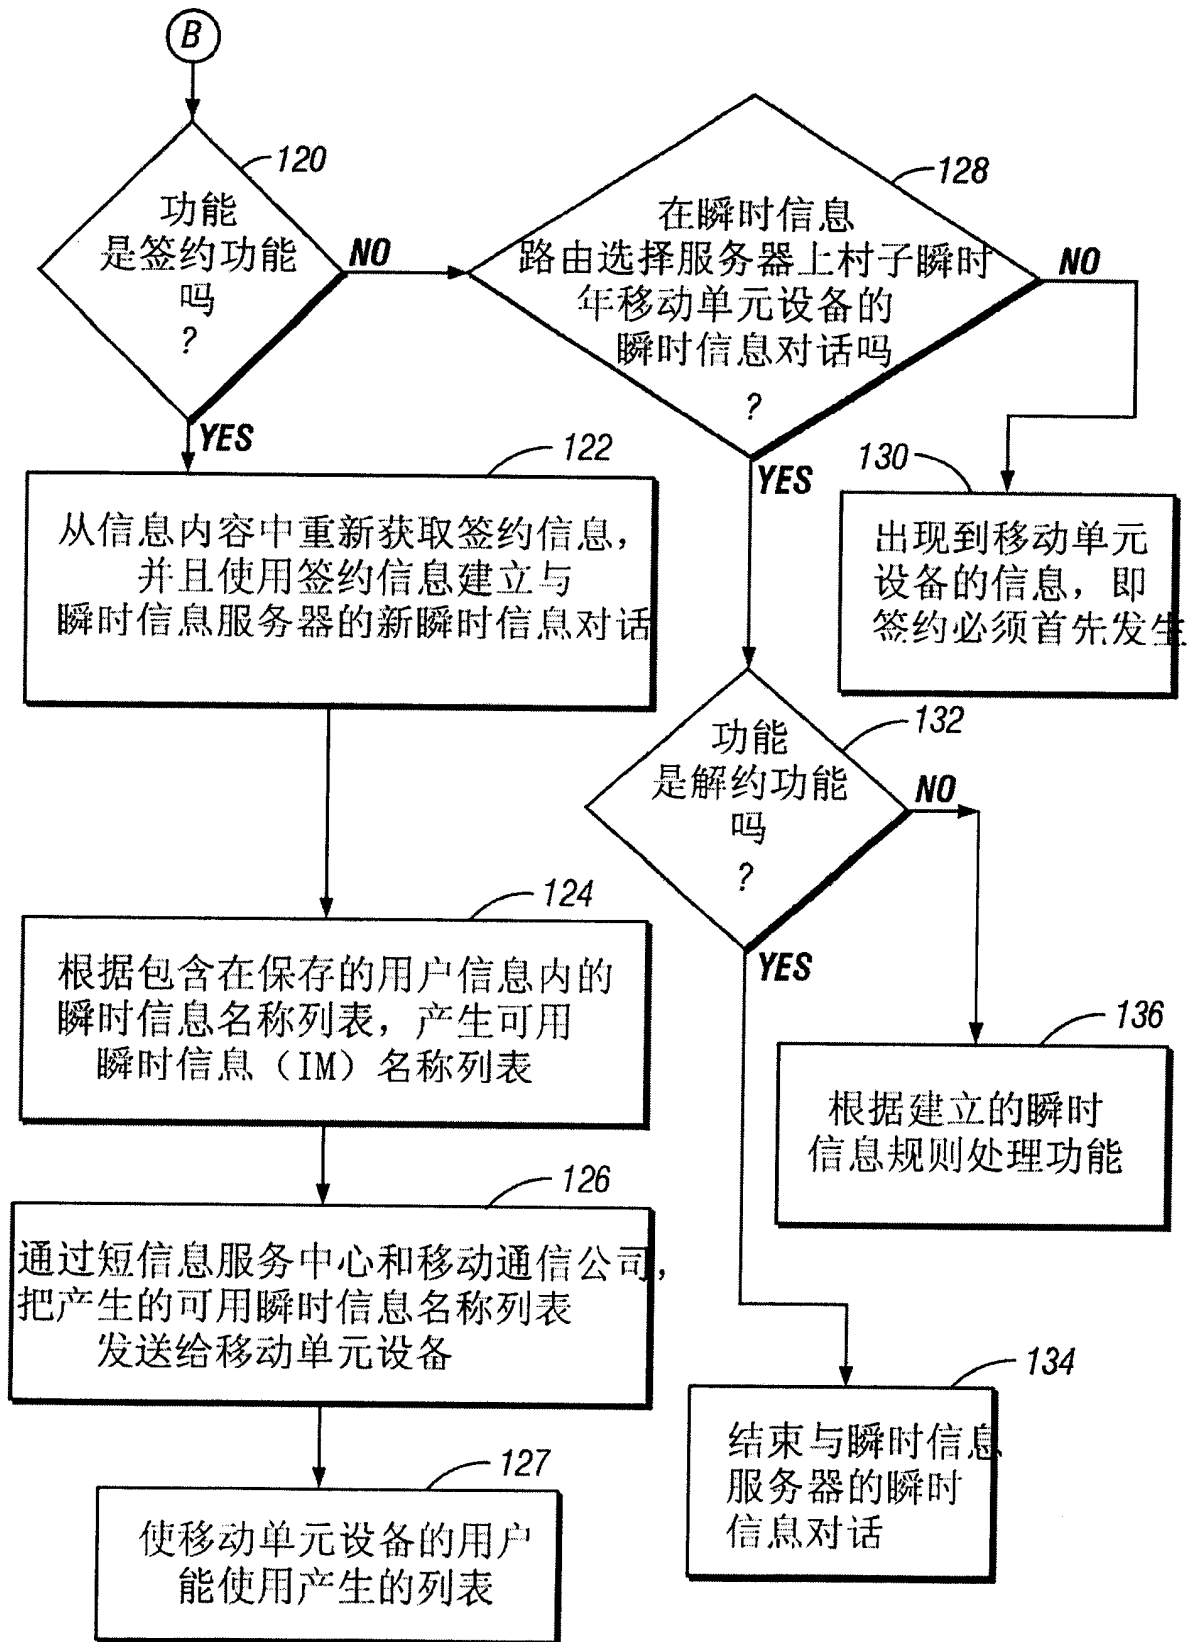 B
120
功能
是签约功能
吗
?
NO
YES
128
在瞬时信息
路由选择服务器上村子瞬时
年移动单元设备的
瞬时信息对话吗
?
NO
YES
122
从信息内容中重新获取签约信息，
并且使用签约信息建立与
瞬时信息服务器的新瞬时信息对话
130
出现到移动单元
设备的信息，即
签约必须首先发生
132
功能
是解约功能
吗
?
NO
YES
124
根据包含在保存的用户信息内的
瞬时信息名称列表，产生可用
瞬时信息（IM）名称列表
136
根据建立的瞬时
信息规则处理功能
126
通过短信息服务中心和移动通信公司，
把产生的可用瞬时信息名称列表
发送给移动单元设备
134
结束与瞬时信息
服务器的瞬时
信息对话
127
使移动单元设备的用户
能使用产生的列表